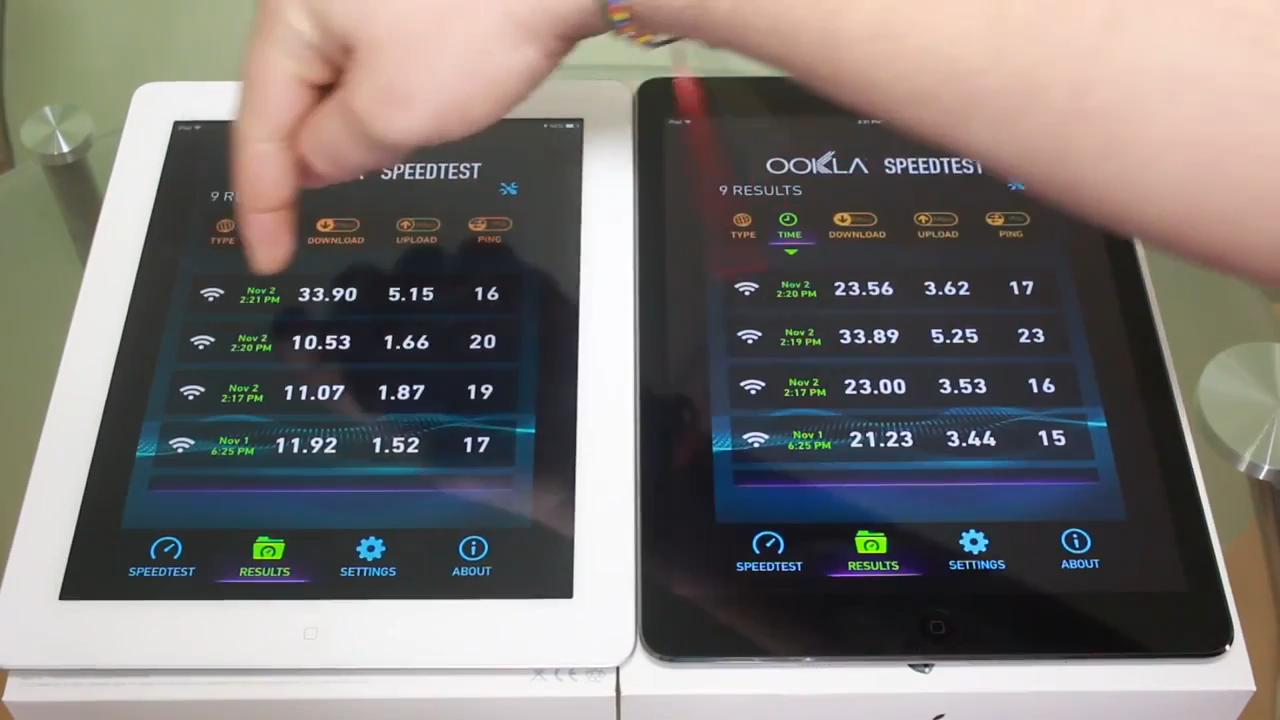 SPEEDTEST
9 R
TYPE DOWNLOAD UPLOAD PING
Nov 2
2:21 PM 33.90 5.15 16
Nov 2
2:20 PM 10.53 1.66 20
Nov 2
2:17 PM 11.07 1.87 19
Nov 1
6:25 PM 11.92 1.52 17
SPEEDTEST RESULTS SETTINGS ABOUT
OOKLA SPEEDTEST
9 RESULTS
TYPE TIME DOWNLOAD UPLOAD PING
Nov 2
2:20 PM 23.56 3.62 17
Nov 2
2:19 PM 33.89 5.25 23
Nov 2
2:17 PM 23.00 3.53 16
Nov 1
6:25 PM 21.23 3.44 15
SPEEDTEST RESULTS SETTINGS ABOUT